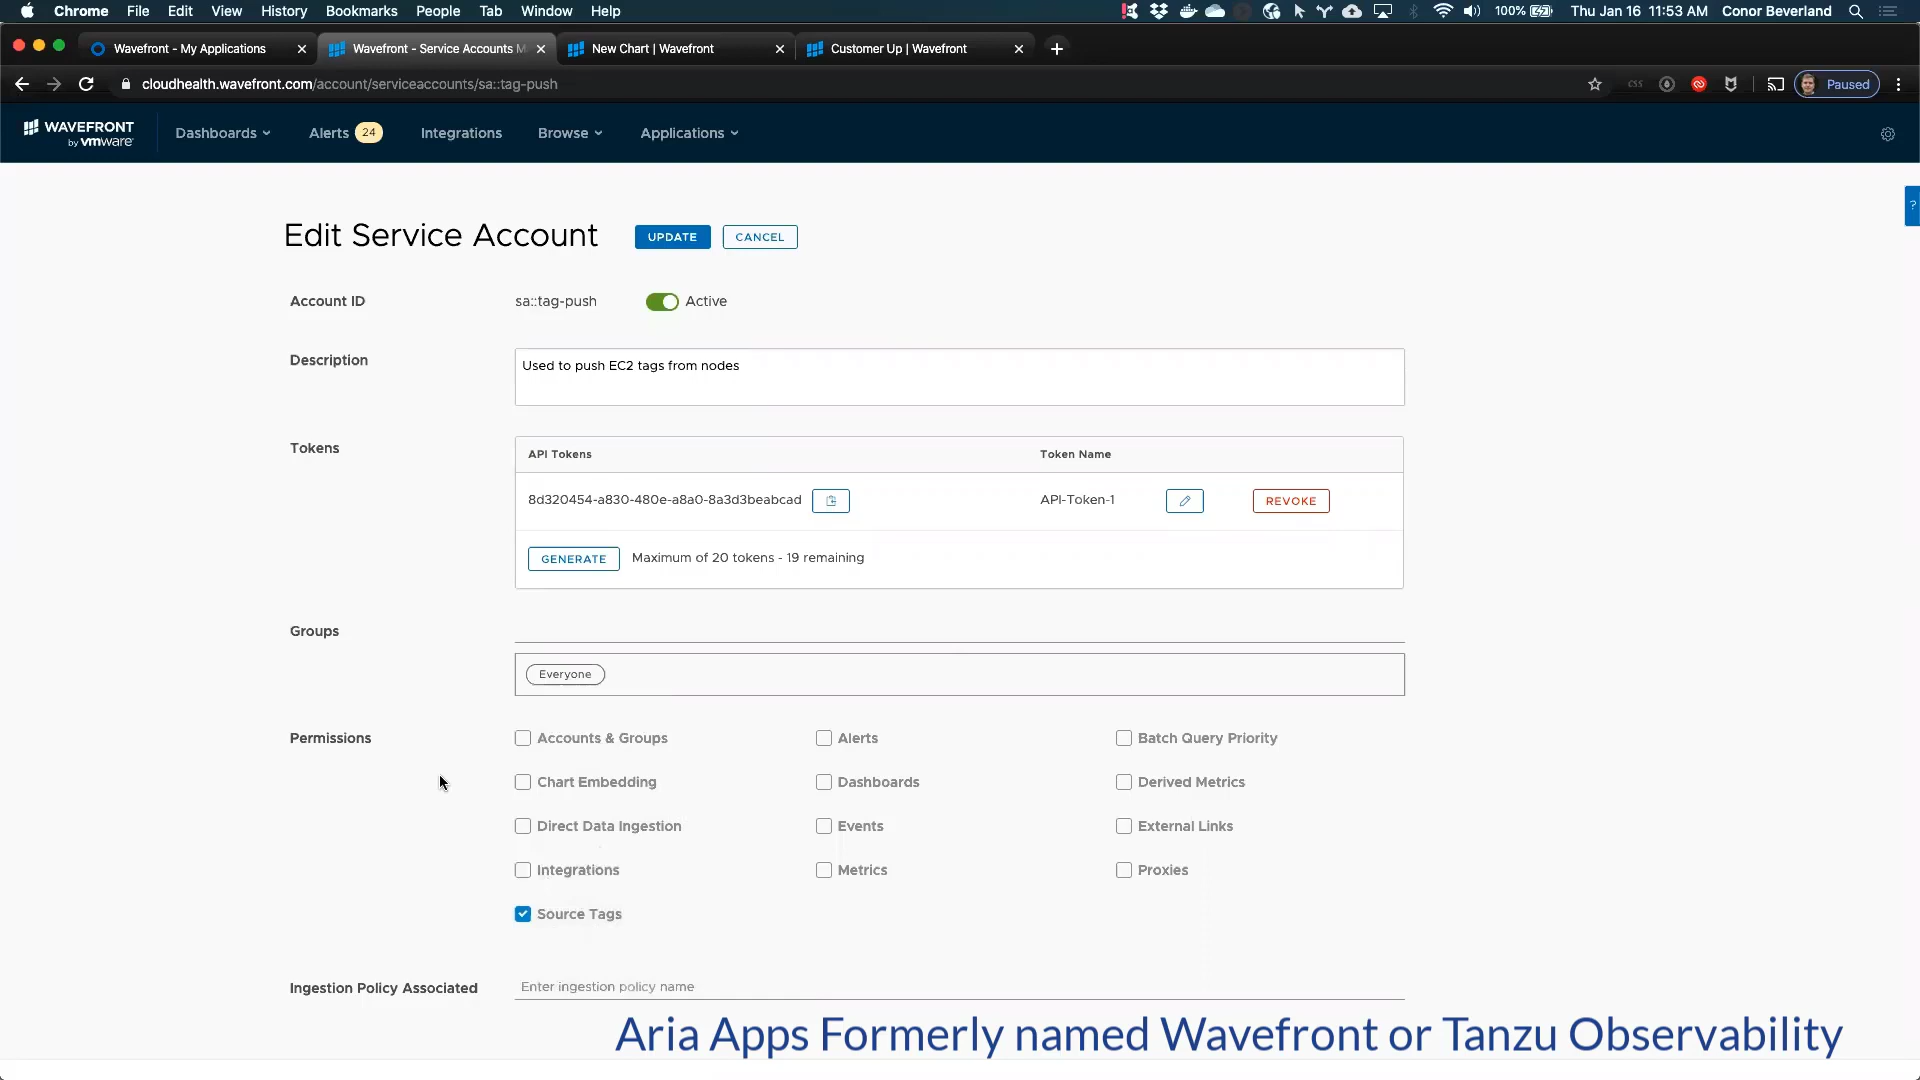 Chrome File Edit View History Bookmarks People Tab Window Help 100% Thu Jan 16 11:53 AM Conor Beverland
Wavefront - My Applications Wavefront - Service Accounts M New Chart | Wavefront Customer Up | Wavefront
cloudhealth.wavefront.com/account/serviceaccounts/sa::tag-push css Paused
WAVEFRONT
by vmware
Dashboards Alerts 24 Integrations Browse Applications
?
Edit Service Account UPDATE CANCEL
Account ID sa::tag-push Active
Description Used to push EC2 tags from nodes
Tokens API Tokens Token Name
8d320454-a830-480e-a8a0-8a3d3beabcad API-Token-1 REVOKE
GENERATE Maximum of 20 tokens - 19 remaining
Groups
Everyone
Permissions Accounts & Groups Alerts Batch Query Priority
Chart Embedding Dashboards Derived Metrics
Direct Data Ingestion Events External Links
Integrations Metrics Proxies
Source Tags
Ingestion Policy Associated Enter ingestion policy name
Aria Apps Formerly named Wavefront or Tanzu Observability